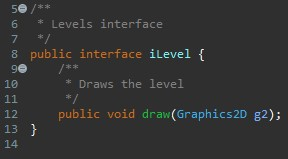 5 /**
6  * Levels interface
7  */
8 public interface iLevel {
9     /**
10      * Draws the level
11      */
12     public void draw(Graphics2D g2);
13 }
14